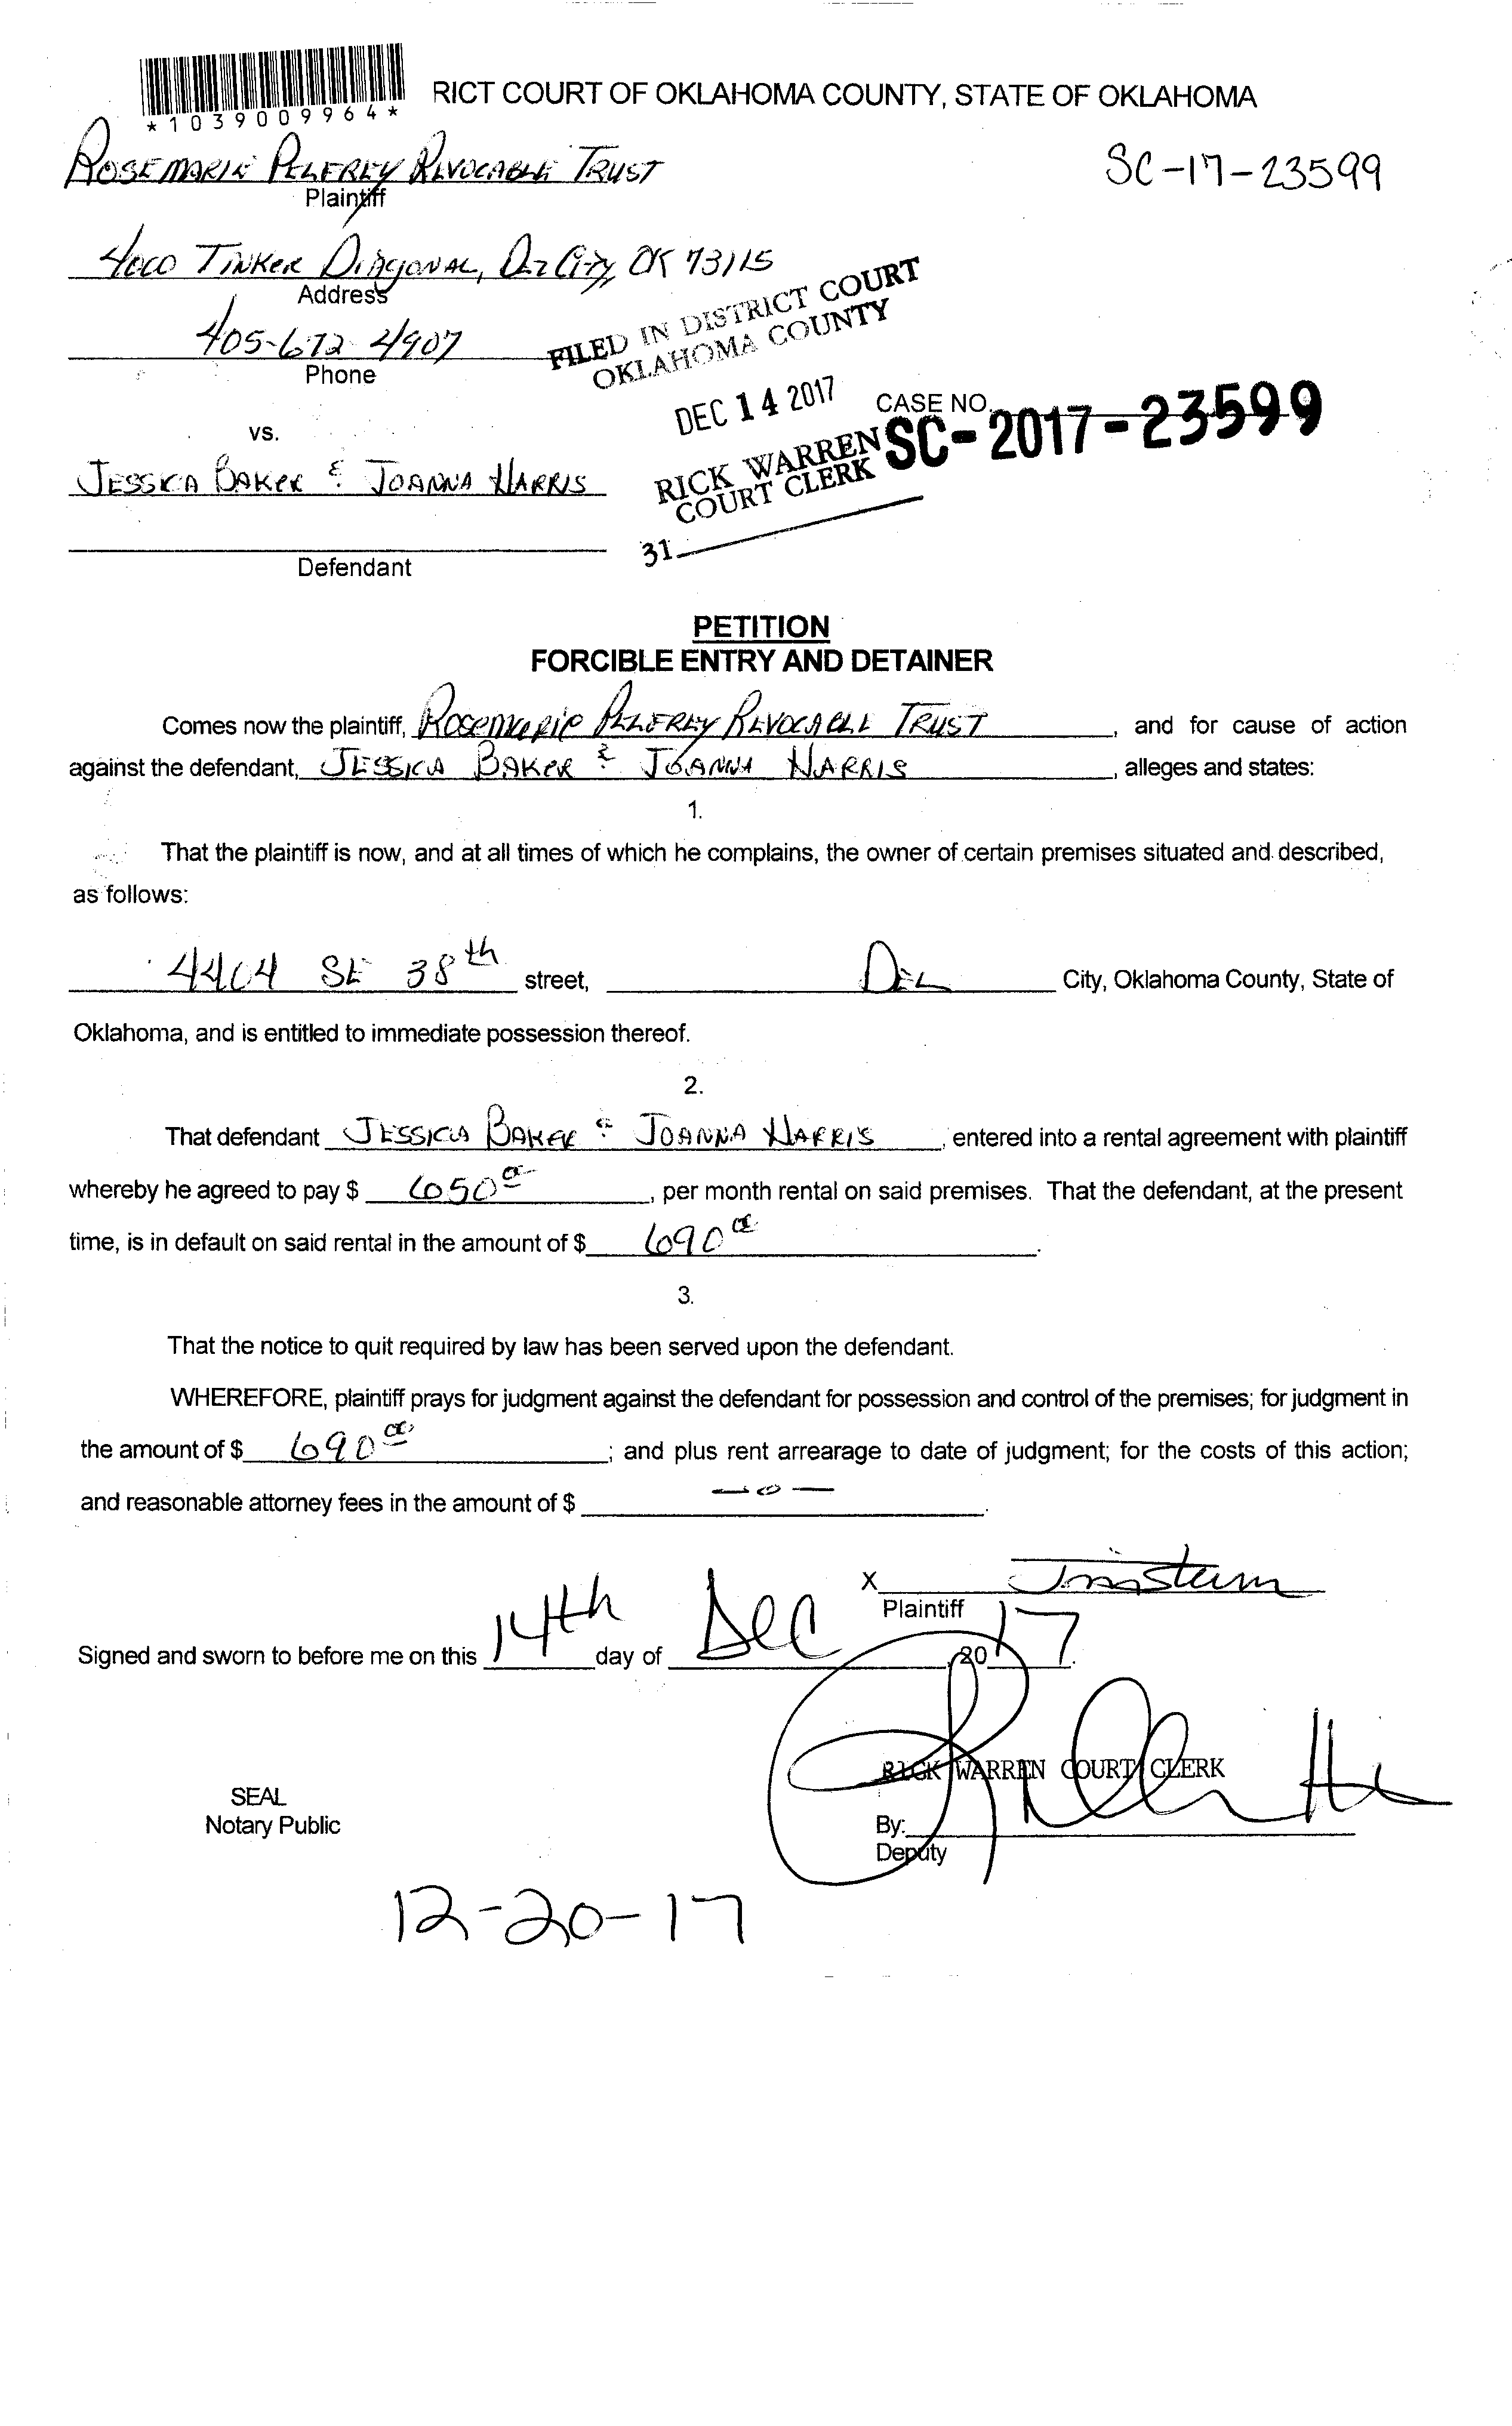 *1039009964*
RICT COURT OF OKLAHOMA COUNTY, STATE OF OKLAHOMA
ROSEMARIE PELFREY REVOCABLE TRUST
SC-17-23599
Plaintiff
4000 TINKER DIAGONAL, DEL CITY, OK 73115
Address
405-672-4907
Phone
FILED IN DISTRICT COURT
OKLAHOMA COUNTY
DEC 14 2017
CASE NO.
SC-2017-23599
RICK WARREN
COURT CLERK
31
vs.
JESSICA BAKER & JOANNA HARRIS
Defendant
PETITION
FORCIBLE ENTRY AND DETAINER
Comes now the plaintiff, ROSEMARIE PELFREY REVOCABLE TRUST, and for cause of action
against the defendant, JESSICA BAKER & JOANNA HARRIS, alleges and states:
1.
That the plaintiff is now, and at all times of which he complains, the owner of certain premises situated and described,
as follows:
4404 SE 38th street, DEL City, Oklahoma County, State of
Oklahoma, and is entitled to immediate possession thereof.
2.
That defendant JESSICA BAKER & JOANNA HARRIS, entered into a rental agreement with plaintiff
whereby he agreed to pay $ 650 00, per month rental on said premises. That the defendant, at the present
time, is in default on said rental in the amount of $ 690 00.
3.
That the notice to quit required by law has been served upon the defendant.
WHEREFORE, plaintiff prays for judgment against the defendant for possession and control of the premises; for judgment in
the amount of $ 690 00; and plus rent arrearage to date of judgment; for the costs of this action;
and reasonable attorney fees in the amount of $ -0-.
X
Plaintiff
Signed and sworn to before me on this 14th day of Dec, 2017.
RICK WARREN COURT CLERK
SEAL
Notary Public
By:
Deputy
12-20-17